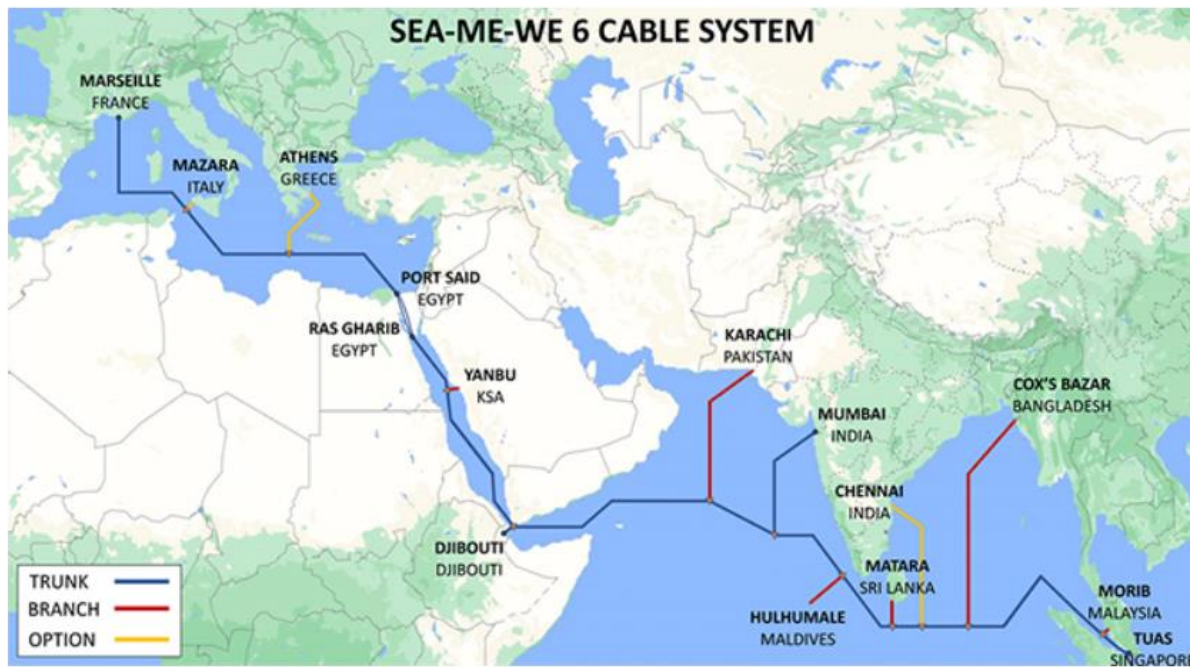 SEA-ME-WE 6 CABLE SYSTEM
MARSEILLE
FRANCE
MAZARA
ITALY
ATHENS
GREECE
PORT SAID
EGYPT
RAS GHARIB
EGYPT
YANBU
KSA
KARACHI
PAKISTAN
COX'S BAZAR
BANGLADESH
MUMBAI
INDIA
CHENNAI
INDIA
DJIBOUTI
DJIBOUTI
MATARA
SRI LANKA
HULHUMALE
MALDIVES
MORIB
MALAYSIA
TUAS
SINGAPORE
TRUNK
BRANCH
OPTION